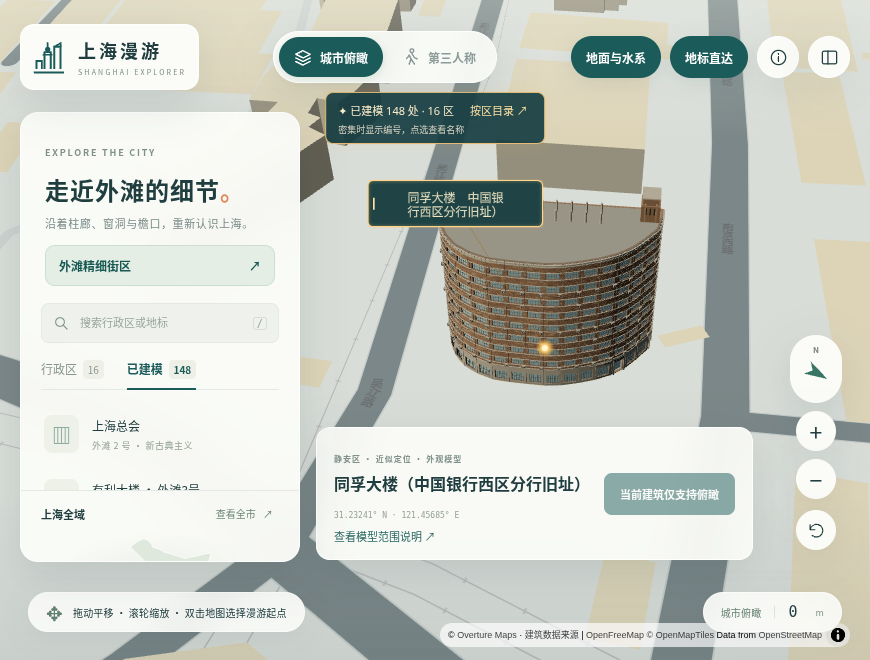 上海漫游
SHANGHAI EXPLORER
城市俯瞰
第三人称
地面与水系
地标直达
✦ 已建模 148 处 · 16 区 按区目录 ↗
密集时显示编号，点选查看名称
EXPLORE THE CITY
走近外滩的细节。
沿着柱廊、窗洞与檐口，重新认识上海。
外滩精细街区 ↗
搜索行政区或地标 /
行政区 16 已建模 148
上海总会
外滩 2 号 · 新古典主义
有利大楼 · 外滩3号
上海全域 查看全市 ↗
同孚大楼 中国银
行西区分行旧址）
N
静安区 · 近似定位 · 外观模型
同孚大楼（中国银行西区分行旧址）
当前建筑仅支持俯瞰
31.23241° N · 121.45685° E
查看模型范围说明 ↗
拖动平移 · 滚轮缩放 · 双击地图选择漫游起点
城市俯瞰 0 m
© Overture Maps · 建筑数据来源 | OpenFreeMap © OpenMapTiles Data from OpenStreetMap